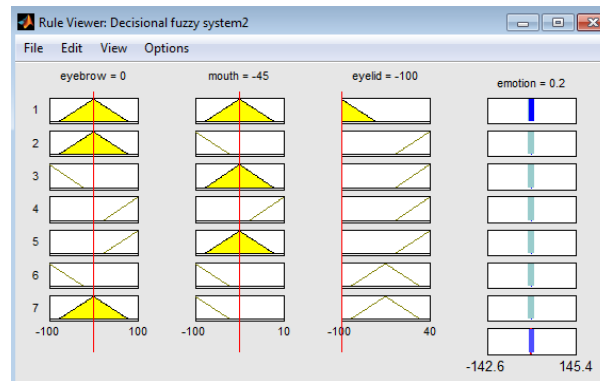 Rule Viewer: Decisional fuzzy system2
File Edit View Options
eyebrow = 0 mouth = -45 eyelid = -100 emotion = 0.2
1
2
3
4
5
6
7
-100 100 -100 10 -100 40
-142.6 145.4